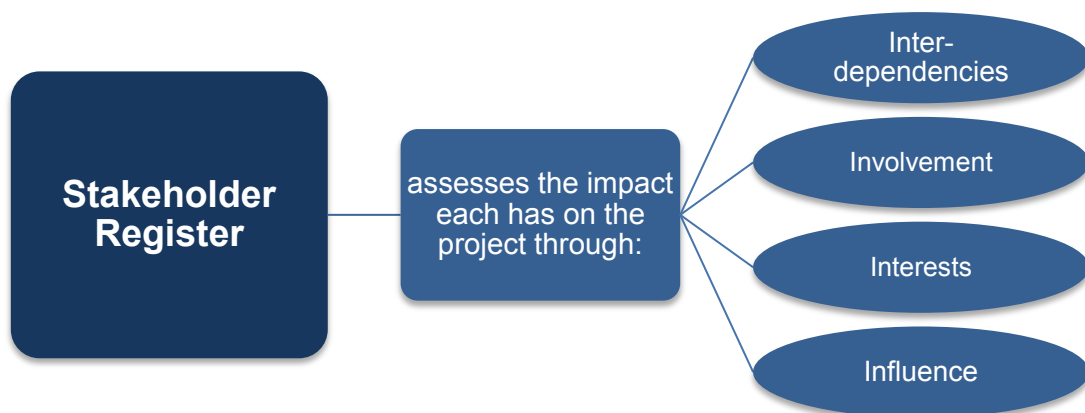 Stakeholder
Register
assesses the impact
each has on the
project through:
Inter-
dependencies
Involvement
Interests
Influence